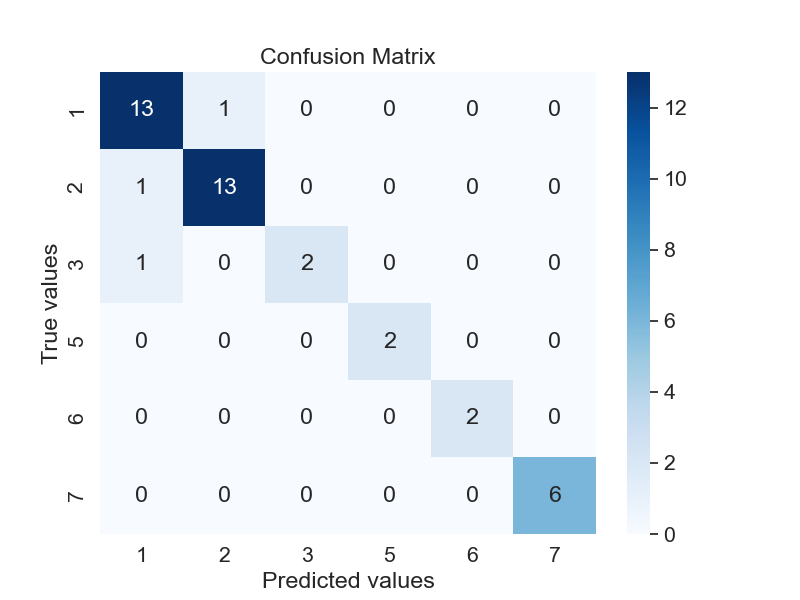 Confusion Matrix
1 13 1 0 0 0 0
2 1 13 0 0 0 0
3 1 0 2 0 0 0
5 0 0 0 2 0 0
6 0 0 0 0 2 0
7 0 0 0 0 0 6
1 2 3 5 6 7
Predicted values
True values
12
10
8
6
4
2
0